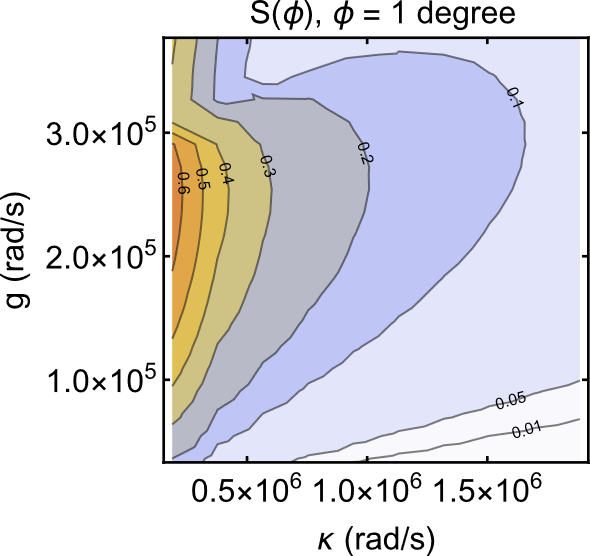 S(ϕ), ϕ = 1 degree
g (rad/s)
3.0×10⁵
2.0×10⁵
1.0×10⁵
0.6
0.5
0.4
0.3
0.2
0.1
0.05
0.01
0.5×10⁶ 1.0×10⁶ 1.5×10⁶
κ (rad/s)